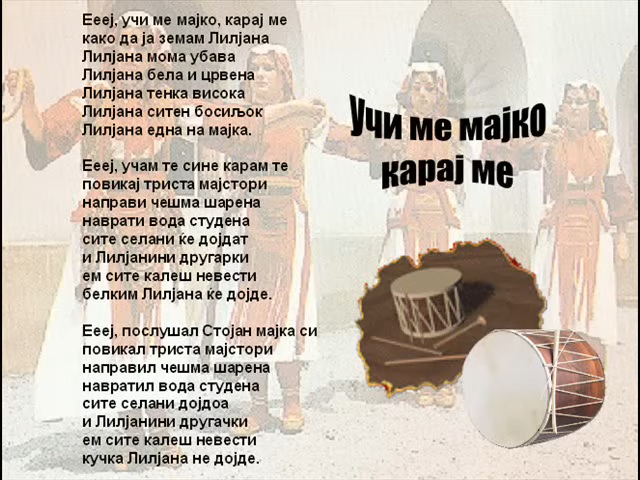 Еееј, учи ме мајко, карај ме
како да ја земам Лилјана
Лилјана мома убава
Лилјана бела и црвена
Лилјана тенка висока
Лилјана ситен босиљок
Лилјана една на мајка.
Еееј, учам те сине карам те
повикај триста мајстори
направи чешма шарена
наврати вода студена
сите селани ќе дојдат
и Лилјанини другарки
ем сите калеш невести
белким Лилјана ќе дојде.
Еееј, послушал Стојан мајка си
повикал триста мајстори
направил чешма шарена
навратил вода студена
сите селани дојдоа
и Лилјанини другачки
ем сите калеш невести
кучка Лилјана не дојде.
Учи ме мајко
карај ме